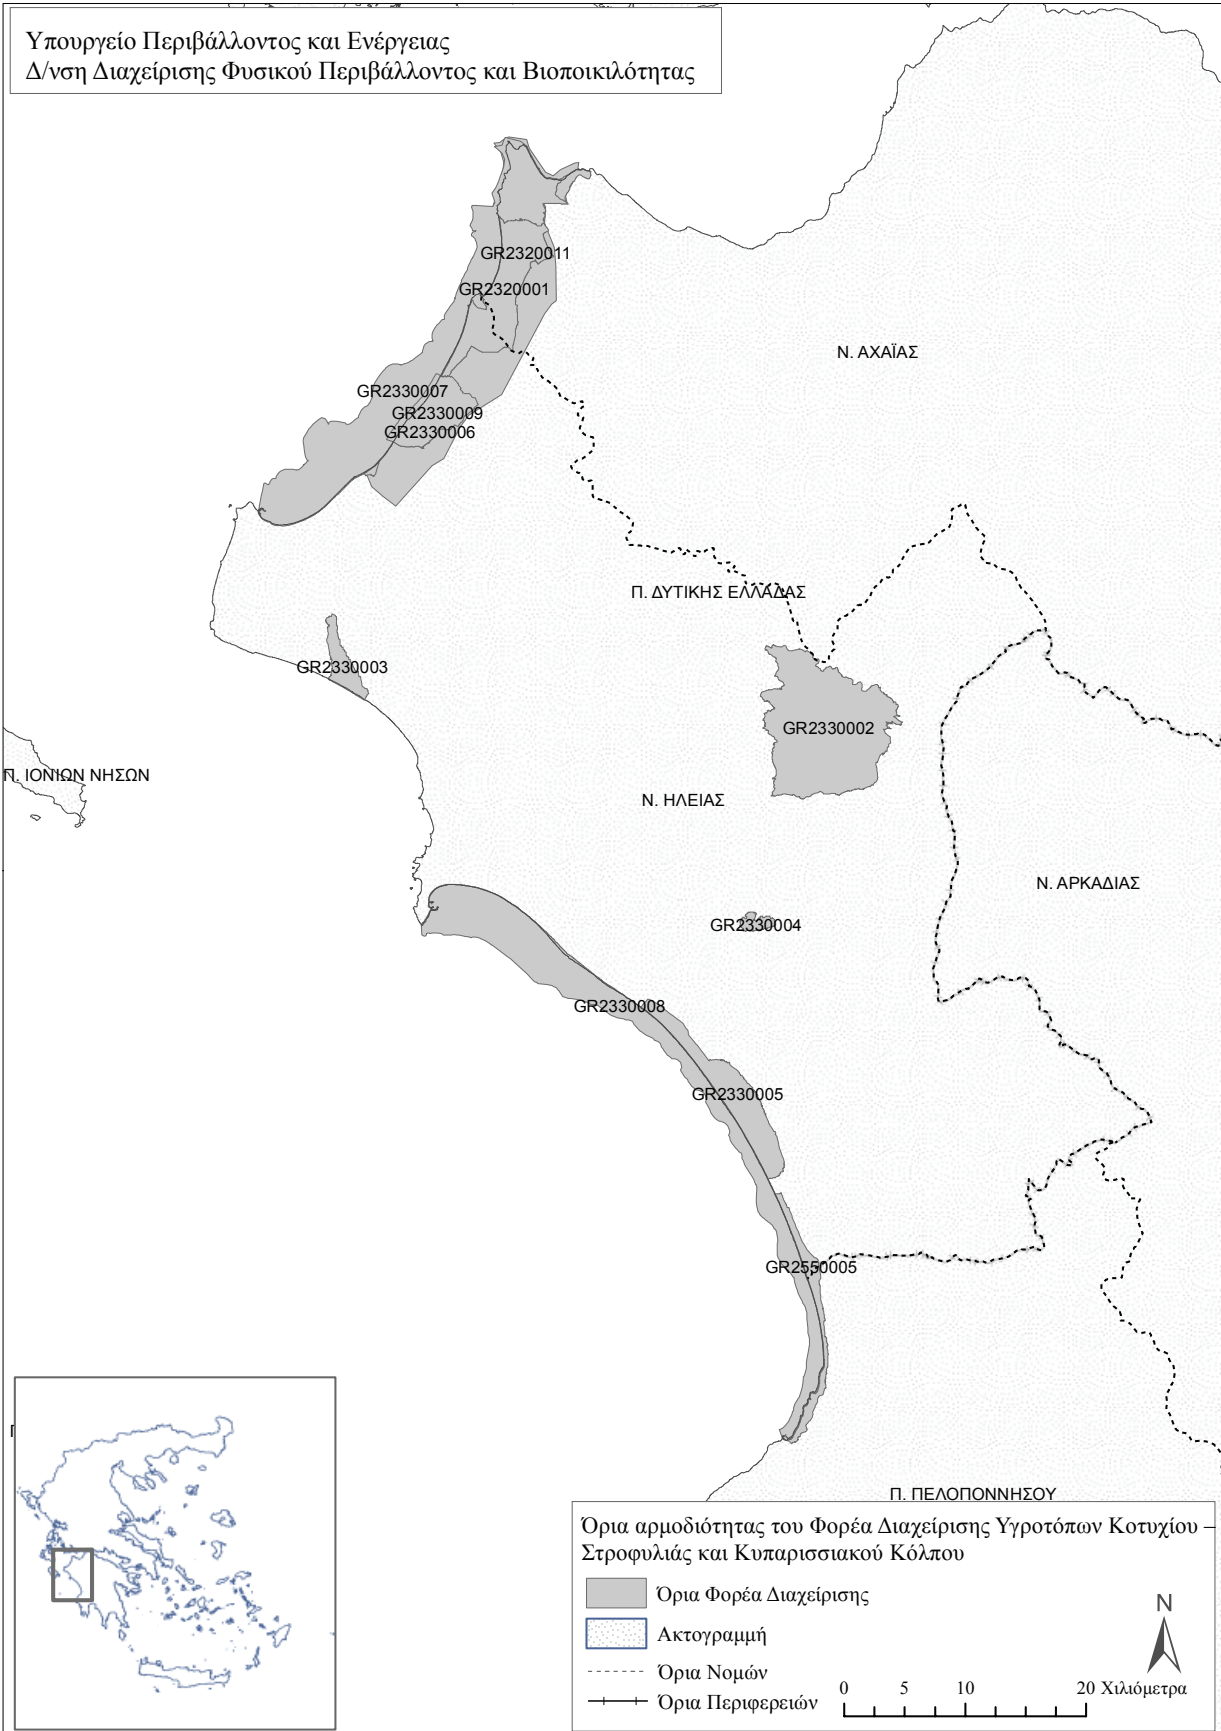 Υπουργείο Περιβάλλοντος και Ενέργειας
Δ/νση Διαχείρισης Φυσικού Περιβάλλοντος και Βιοποικιλότητας
GR2320011
GR2320001
Ν. ΑΧΑΪΑΣ
GR2330007
GR2330009
GR2330006
Π. ΔΥΤΙΚΗΣ ΕΛΛΑΔΑΣ
GR2330003
GR2330002
Π. ΙΟΝΙΩΝ ΝΗΣΩΝ
Ν. ΗΛΕΙΑΣ
Ν. ΑΡΚΑΔΙΑΣ
GR2330004
GR2330008
GR2330005
GR2550005
Π. ΠΕΛΟΠΟΝΝΗΣΟΥ
Όρια αρμοδιότητας του Φορέα Διαχείρισης Υγροτόπων Κοτυχίου –
Στροφυλιάς και Κυπαρισσιακού Κόλπου
Όρια Φορέα Διαχείρισης
Ακτογραμμή
Όρια Νομών
Όρια Περιφερειών
N
0 5 10 20 Χιλιόμετρα